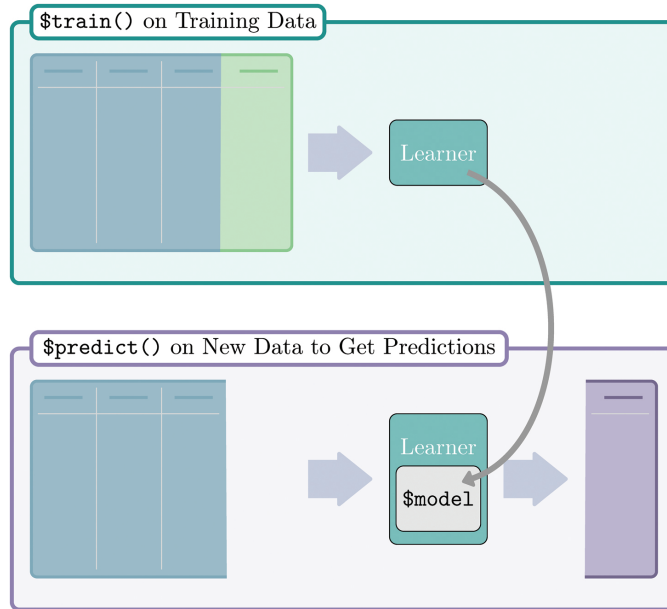 $train() on Training Data
Learner
$predict() on New Data to Get Predictions
Learner
$model